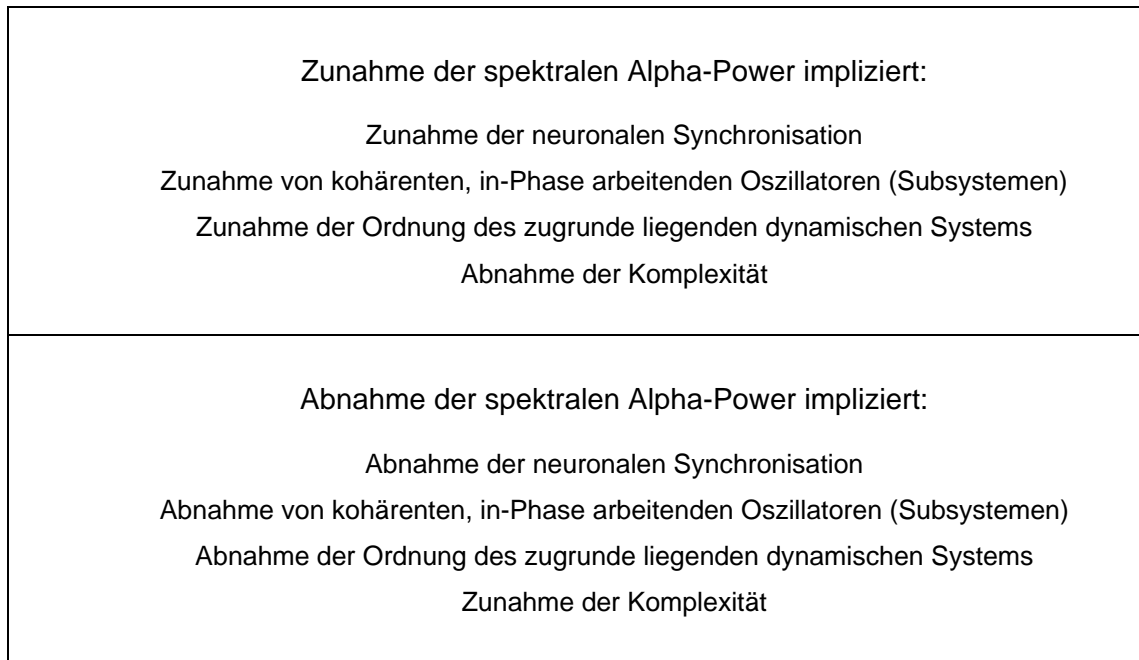 Zunahme der spektralen Alpha-Power impliziert:
Zunahme der neuronalen Synchronisation
Zunahme von kohärenten, in-Phase arbeitenden Oszillatoren (Subsystemen)
Zunahme der Ordnung des zugrunde liegenden dynamischen Systems
Abnahme der Komplexität
Abnahme der spektralen Alpha-Power impliziert:
Abnahme der neuronalen Synchronisation
Abnahme von kohärenten, in-Phase arbeitenden Oszillatoren (Subsystemen)
Abnahme der Ordnung des zugrunde liegenden dynamischen Systems
Zunahme der Komplexität